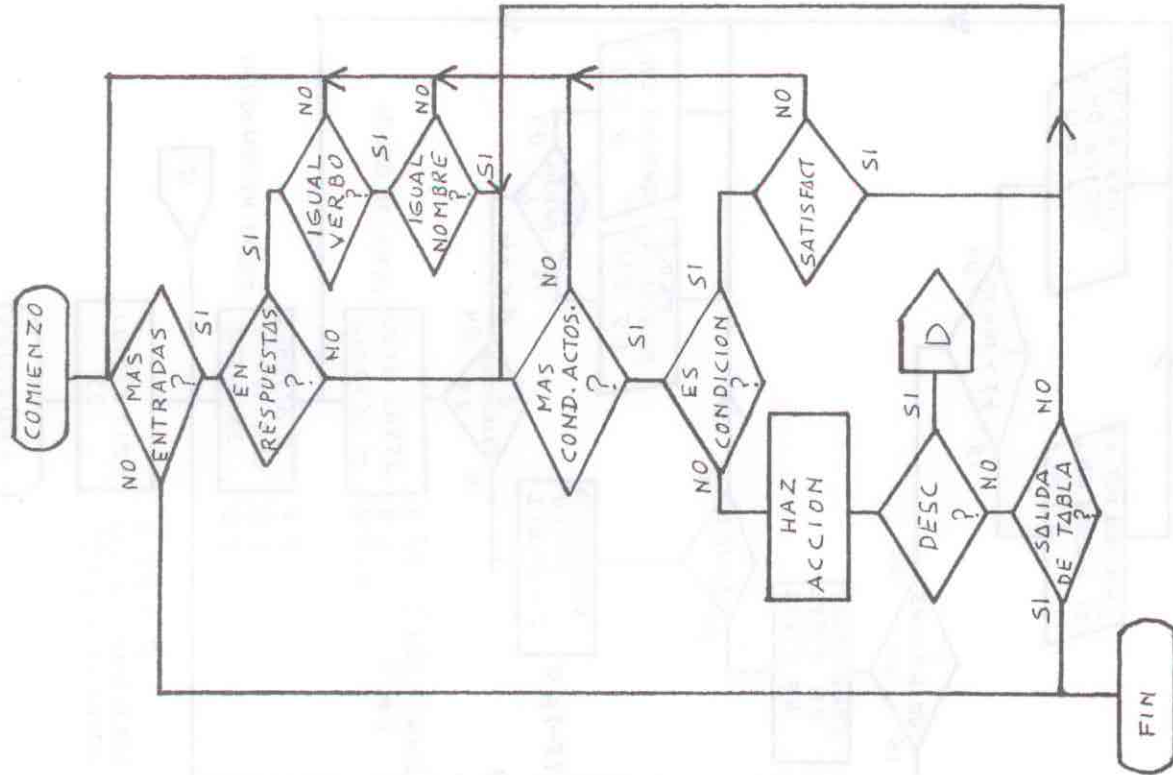 COMIENZO
MAS
ENTRADAS
?
NO
SI
EN
RESPUESTAS
?
SI
NO
IGUAL
VERBO
?
NO
SI
IGUAL
NOMBRE
?
NO
SI
MAS
COND.ACTOS.
?
NO
SI
ES
CONDICION
?
SI
NO
SATISFACT
NO
SI
HAZ
ACCION
DESC
?
SI
D
NO
SALIDA
DE TABLA
?
NO
SI
FIN